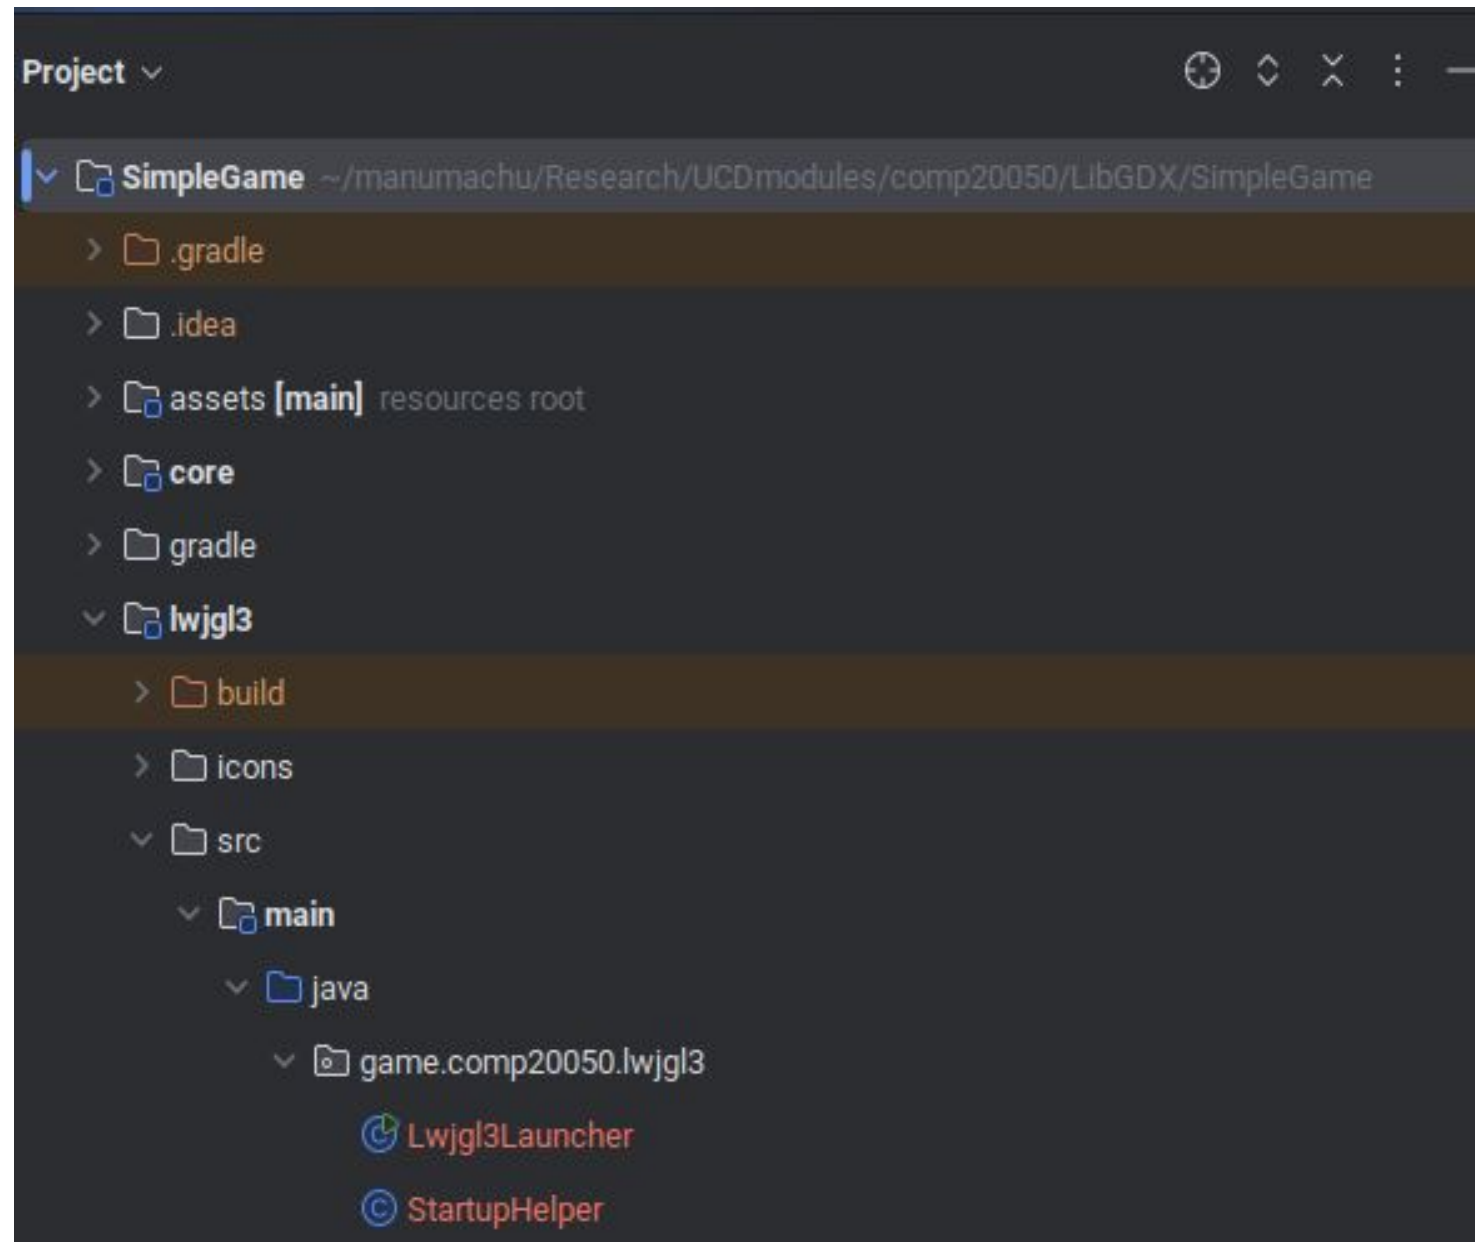 Project
SimpleGame ~/manumachu/Research/UCDmodules/comp20050/LibGDX/SimpleGame
.gradle
.idea
assets [main] resources root
core
gradle
lwjgl3
build
icons
src
main
java
game.comp20050.lwjgl3
Lwjgl3Launcher
StartupHelper